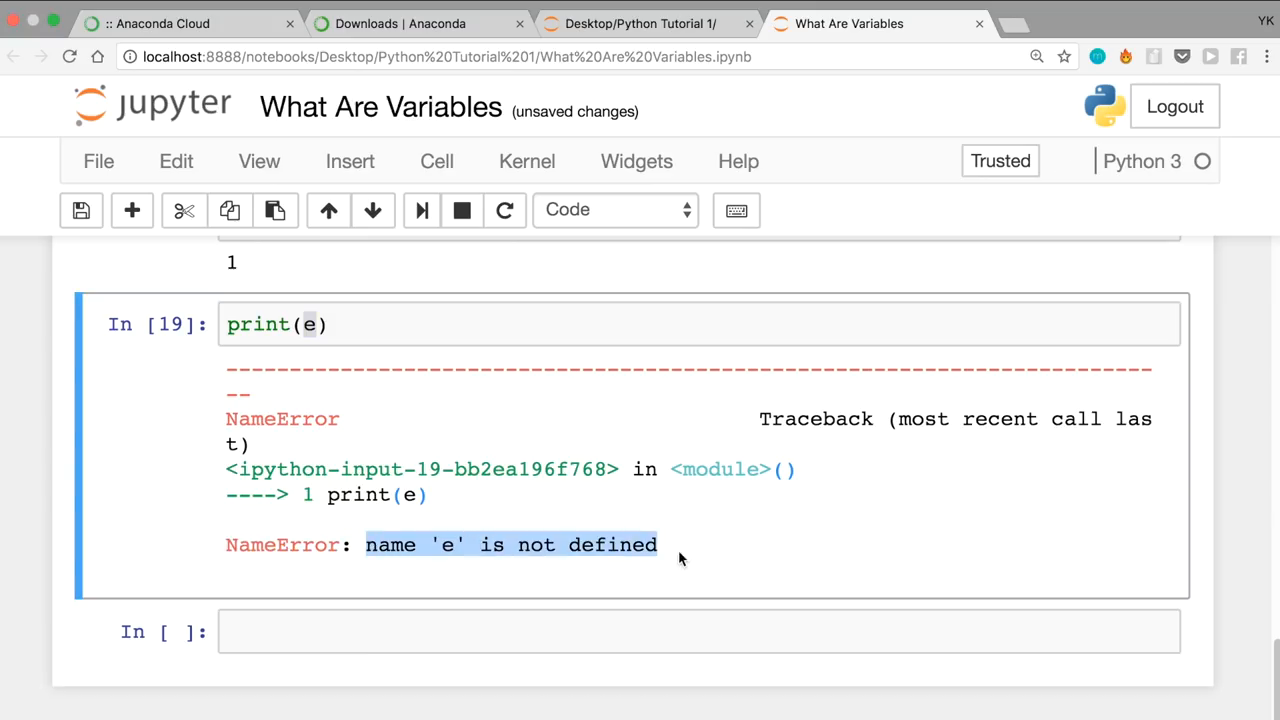 :: Anaconda Cloud
Downloads | Anaconda
Desktop/Python Tutorial 1/
What Are Variables
YK
localhost:8888/notebooks/Desktop/Python%20Tutorial%201/What%20Are%20Variables.ipynb
jupyter What Are Variables (unsaved changes)
Logout
File Edit View Insert Cell Kernel Widgets Help
Trusted
Python 3
Code
1
In [19]: print(e)
---------------------------------------------------------------------------
--
NameError Traceback (most recent call las
t)
<ipython-input-19-bb2ea196f768> in <module>()
----> 1 print(e)
NameError: name 'e' is not defined
In [ ]: